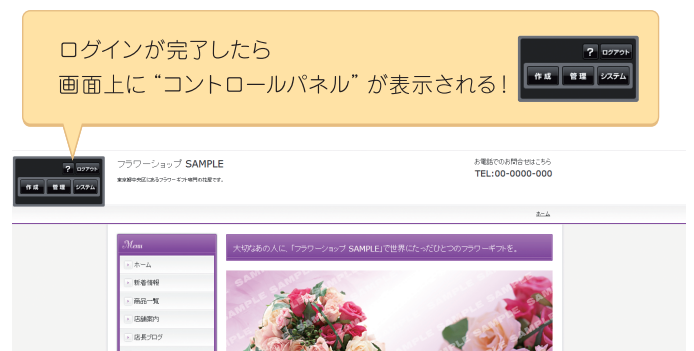 ログインが完了したら
画面上に“コントロールパネル”が表示される!
? ログアウト
作成 管理 システム
? ログアウト
作成 管理 システム
フラワーショップ SAMPLE
東京都中央区にあるフラワーギフト専門の花屋です。
お電話でのお問合せはこちら
TEL:00-0000-000
ホーム
Menu
ホーム
新着情報
商品一覧
店舗案内
店長ブログ
大切なあの人に、「フラワーショップ SAMPLE」で世界にたったひとつのフラワーギフトを。
SAMPLE SAMPLE SAMPLE